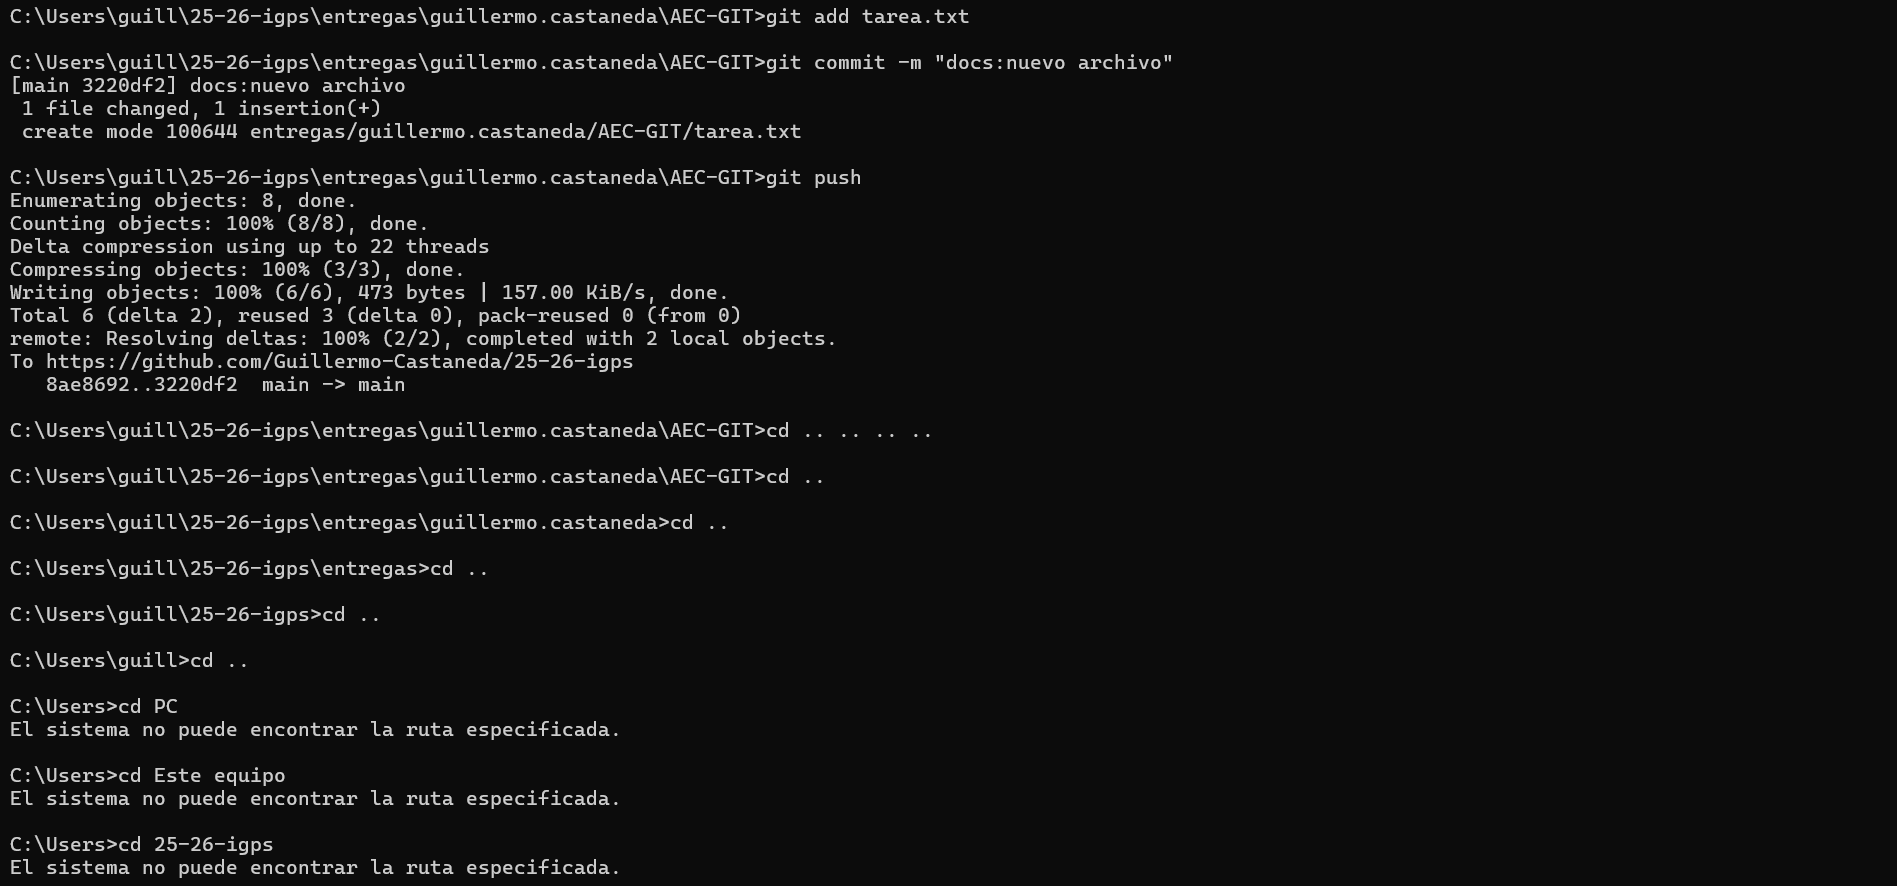 C:\Users\guill\25-26-igps\entregas\guillermo.castaneda\AEC-GIT>git add tarea.txt
C:\Users\guill\25-26-igps\entregas\guillermo.castaneda\AEC-GIT>git commit -m "docs:nuevo archivo"
[main 3220df2] docs:nuevo archivo
 1 file changed, 1 insertion(+)
 create mode 100644 entregas/guillermo.castaneda/AEC-GIT/tarea.txt
C:\Users\guill\25-26-igps\entregas\guillermo.castaneda\AEC-GIT>git push
Enumerating objects: 8, done.
Counting objects: 100% (8/8), done.
Delta compression using up to 22 threads
Compressing objects: 100% (3/3), done.
Writing objects: 100% (6/6), 473 bytes | 157.00 KiB/s, done.
Total 6 (delta 2), reused 3 (delta 0), pack-reused 0 (from 0)
remote: Resolving deltas: 100% (2/2), completed with 2 local objects.
To https://github.com/Guillermo-Castaneda/25-26-igps
   8ae8692..3220df2  main -> main
C:\Users\guill\25-26-igps\entregas\guillermo.castaneda\AEC-GIT>cd .. .. .. ..
C:\Users\guill\25-26-igps\entregas\guillermo.castaneda\AEC-GIT>cd ..
C:\Users\guill\25-26-igps\entregas\guillermo.castaneda>cd ..
C:\Users\guill\25-26-igps\entregas>cd ..
C:\Users\guill\25-26-igps>cd ..
C:\Users\guill>cd ..
C:\Users>cd PC
El sistema no puede encontrar la ruta especificada.
C:\Users>cd Este equipo
El sistema no puede encontrar la ruta especificada.
C:\Users>cd 25-26-igps
El sistema no puede encontrar la ruta especificada.